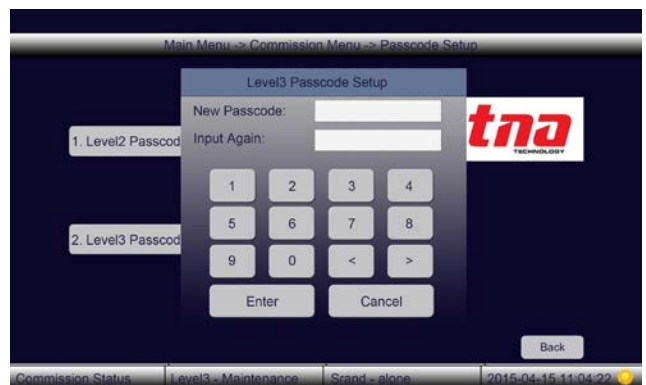 Main Menu -> Commission Menu -> Passcode Setup
Level3 Passcode Setup
New Passcode:
Input Again:
1. Level2 Passcod
tna
TECHNOLOGY
1 2 3 4
5 6 7 8
2. Level3 Passcod
9 0 < >
Enter Cancel
Back
Commission Status Level3 - Maintenance Srand - alone 2015-04-15 11:04:22